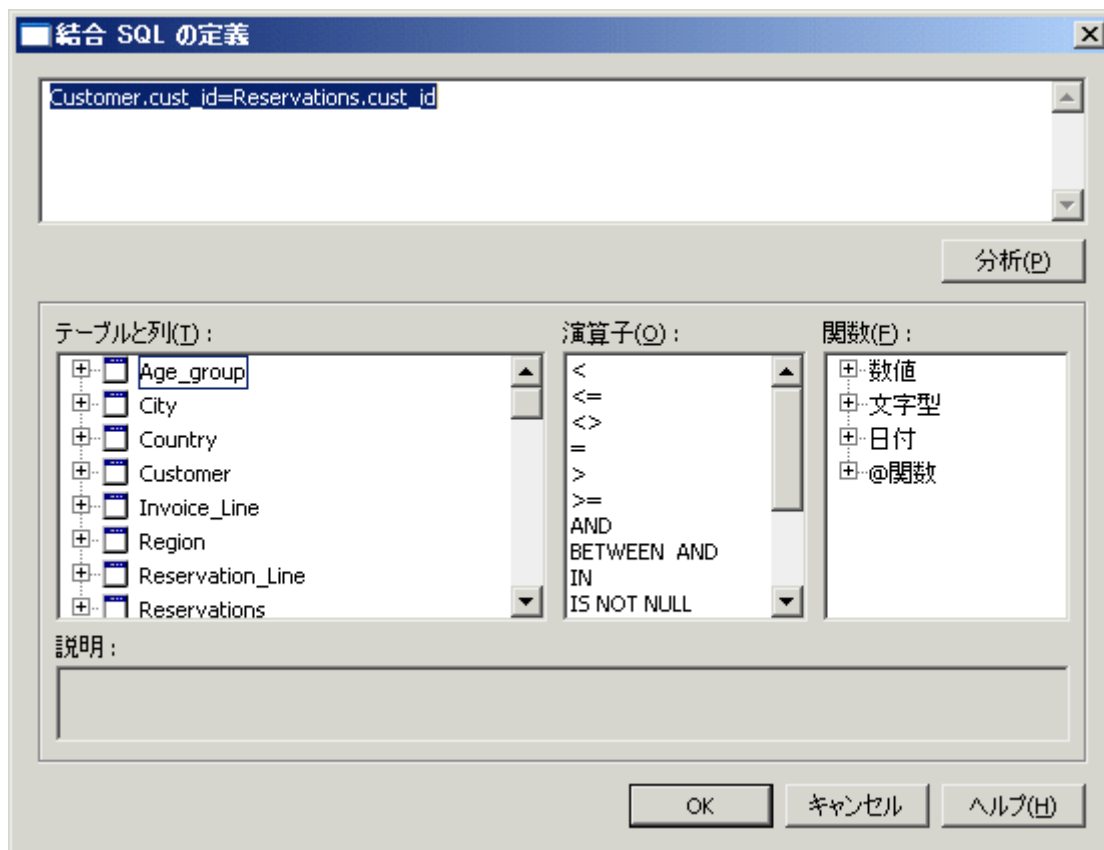 結合 SQL の定義
Customer.cust_id=Reservations.cust_id
分析(P)
テーブルと列(T) :
Age_group
City
Country
Customer
Invoice_Line
Region
Reservation_Line
Reservations
演算子(O) :
<
<=
<>
=
>
>=
AND
BETWEEN AND
IN
IS NOT NULL
関数(F) :
数値
文字型
日付
@関数
説明 :
OK
キャンセル
ヘルプ(H)